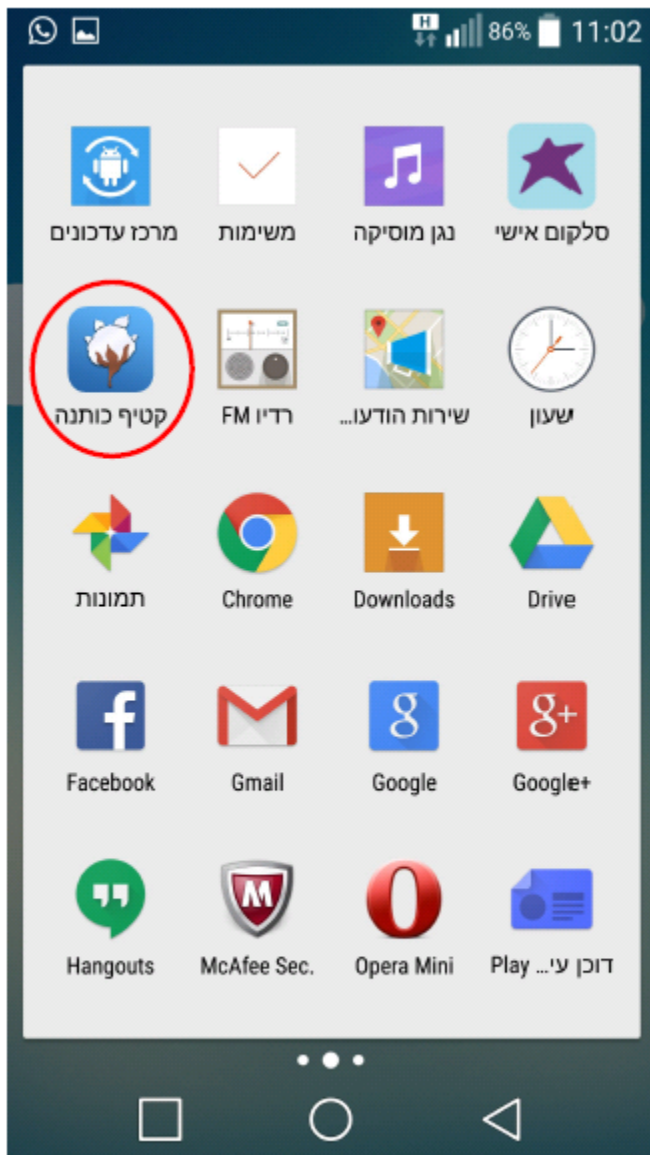 H 86% 11:02
סלקום אישי
נגן מוסיקה
משימות
מרכז עדכונים
שעון
שירות הודעו...
רדיו FM
קטיף כותנה
Drive
Downloads
Chrome
תמונות
g+
g
Google+
Google
Gmail
Facebook
דוכן עי... Play
Opera Mini
McAfee Sec.
Hangouts